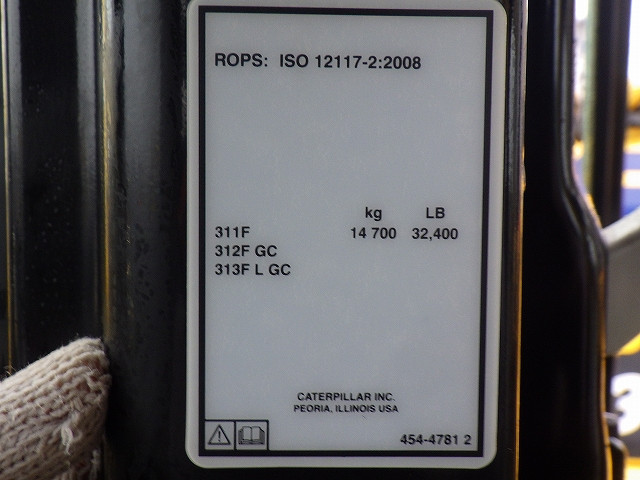 ROPS: ISO 12117-2:2008
kg LB
311F 14 700 32,400
312F GC
313F L GC
CATERPILLAR INC.
PEORIA, ILLINOIS USA
454-4781 2